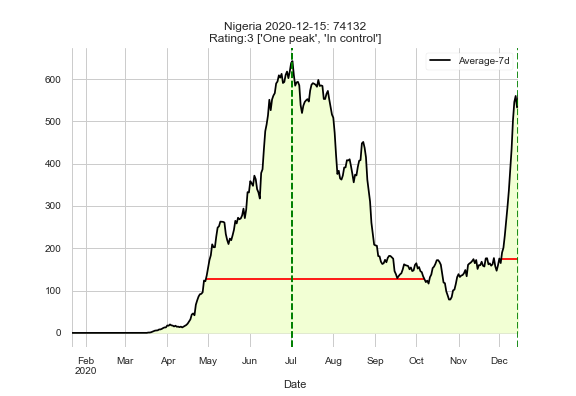 Nigeria 2020-12-15: 74132
Rating:3 ['One peak', 'In control']
Average-7d
600
500
400
300
200
100
0
Feb Mar Apr May Jun Jul Aug Sep Oct Nov Dec
2020
Date